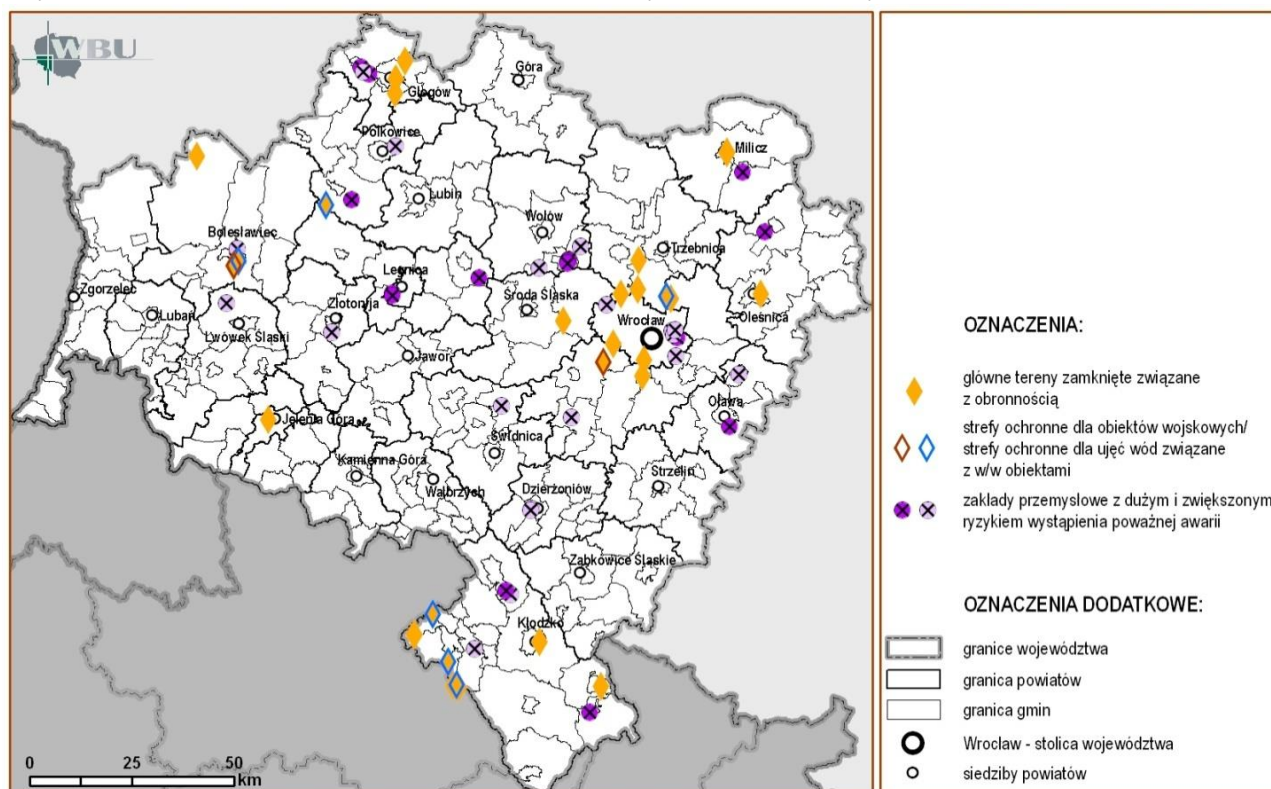 WBU
Góra
Głogów
Polkowice
Milicz
Lubin
Wołów
Trzebnica
Bolesławiec
Legnica
Zgorzelec
Złotoryja
Środa Śląska
Oleśnica
Lubań
Wrocław
Lwówek Śląski
Jawor
Oława
Jelenia Góra
Świdnica
Kamienna Góra
Wałbrzych
Dzierżoniów
Strzelin
Ząbkowice Śląskie
Kłodzko
0 25 50
km
OZNACZENIA:
główne tereny zamknięte związane
z obronnością
strefy ochronne dla obiektów wojskowych/
strefy ochronne dla ujęć wód związane
z w/w obiektami
zakłady przemysłowe z dużym i zwiększonym
ryzykiem wystąpienia poważnej awarii
OZNACZENIA DODATKOWE:
granice województwa
granica powiatów
granica gmin
Wrocław - stolica województwa
siedziby powiatów